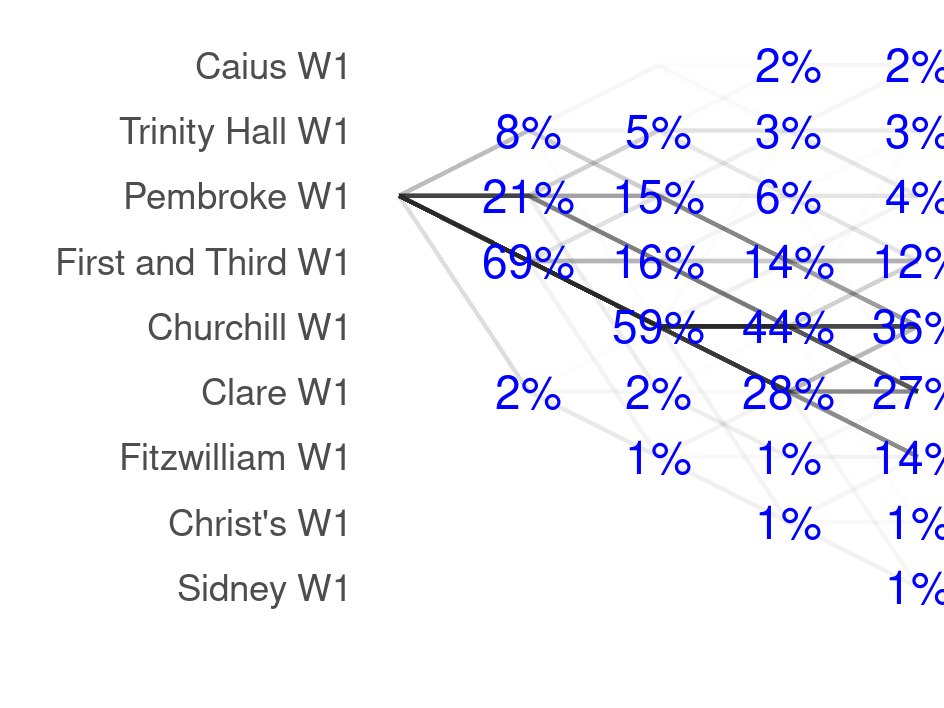 Caius W1 2% 2%
Trinity Hall W1 8% 5% 3% 3%
Pembroke W1 21% 15% 6% 4%
First and Third W1 69% 16% 14% 12%
Churchill W1 59% 44% 36%
Clare W1 2% 2% 28% 27%
Fitzwilliam W1 1% 1% 14%
Christ's W1 1% 1%
Sidney W1 1%